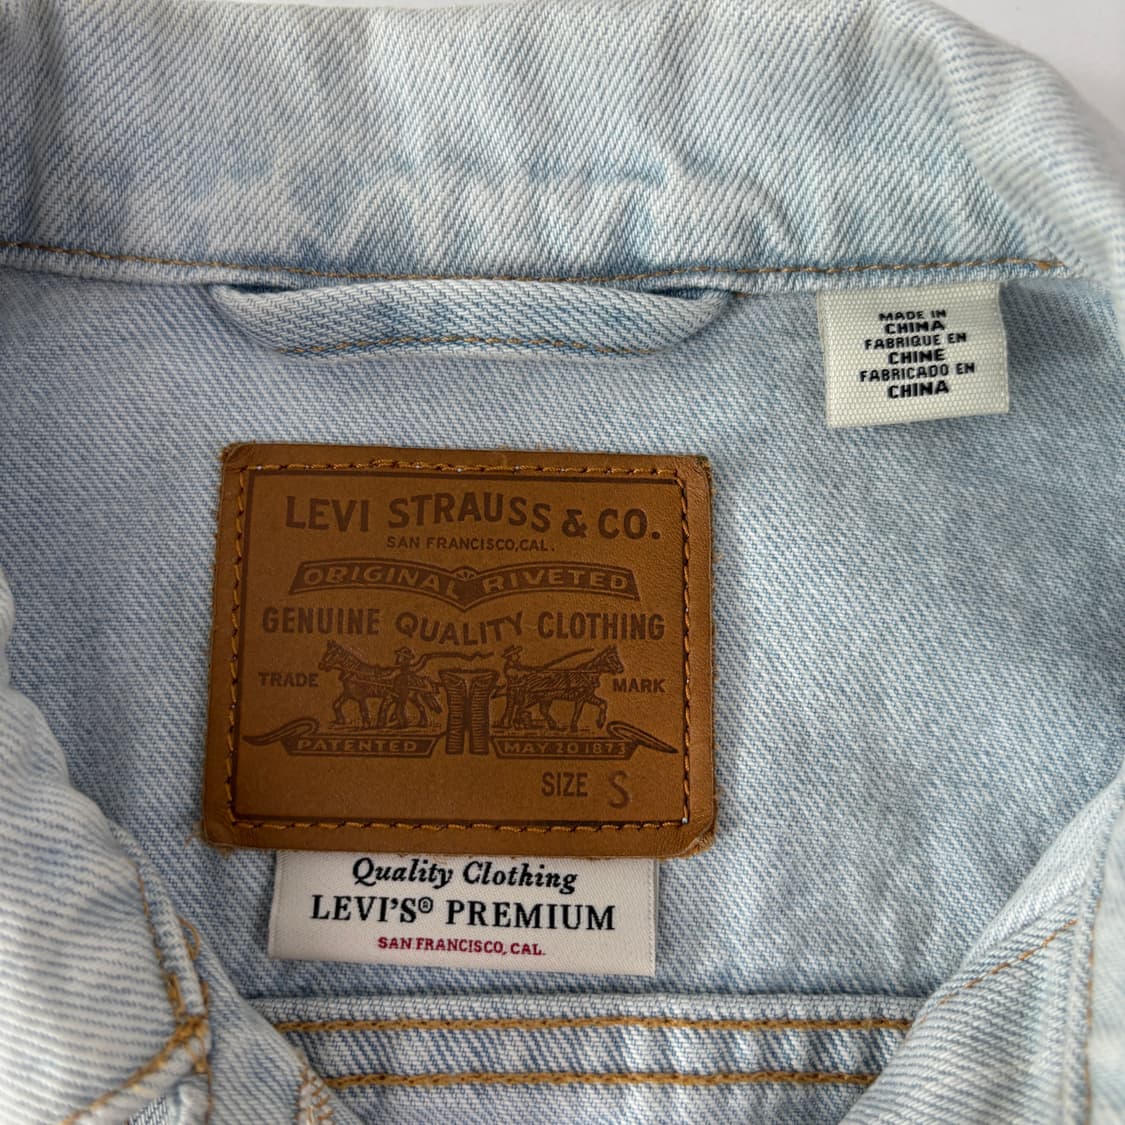 MADE IN
CHINA
FABRIQUE EN
CHINE
FABRICADO EN
CHINA
LEVI STRAUSS & CO.
SAN FRANCISCO, CAL.
ORIGINAL RIVETED
GENUINE QUALITY CLOTHING
TRADE MARK
PATENTED MAY 20 1873
SIZE S
Quality Clothing
LEVI'S® PREMIUM
SAN FRANCISCO, CAL.